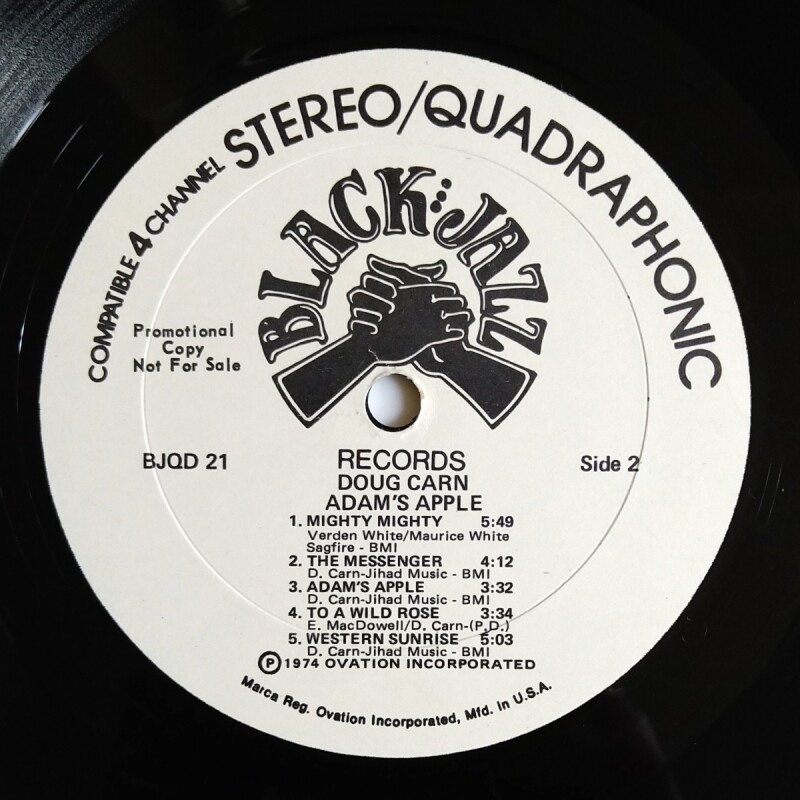 COMPATIBLE 4 CHANNEL STEREO/QUADRAPHONIC
BLACK JAZZ
Promotional
Copy
Not For Sale
BJQD 21
Side 2
RECORDS
DOUG CARN
ADAM'S APPLE
1. MIGHTY MIGHTY 5:49
Verden White/Maurice White
Sagfire - BMI
2. THE MESSENGER 4:12
D. Carn-Jihad Music - BMI
3. ADAM'S APPLE 3:32
D. Carn-Jihad Music - BMI
4. TO A WILD ROSE 3:34
E. MacDowell/D. Carn-(P.D.)
5. WESTERN SUNRISE 5:03
D. Carn-Jihad Music - BMI
Ⓟ1974 OVATION INCORPORATED
Marca Reg. Ovation Incorporated, Mfd. in U.S.A.